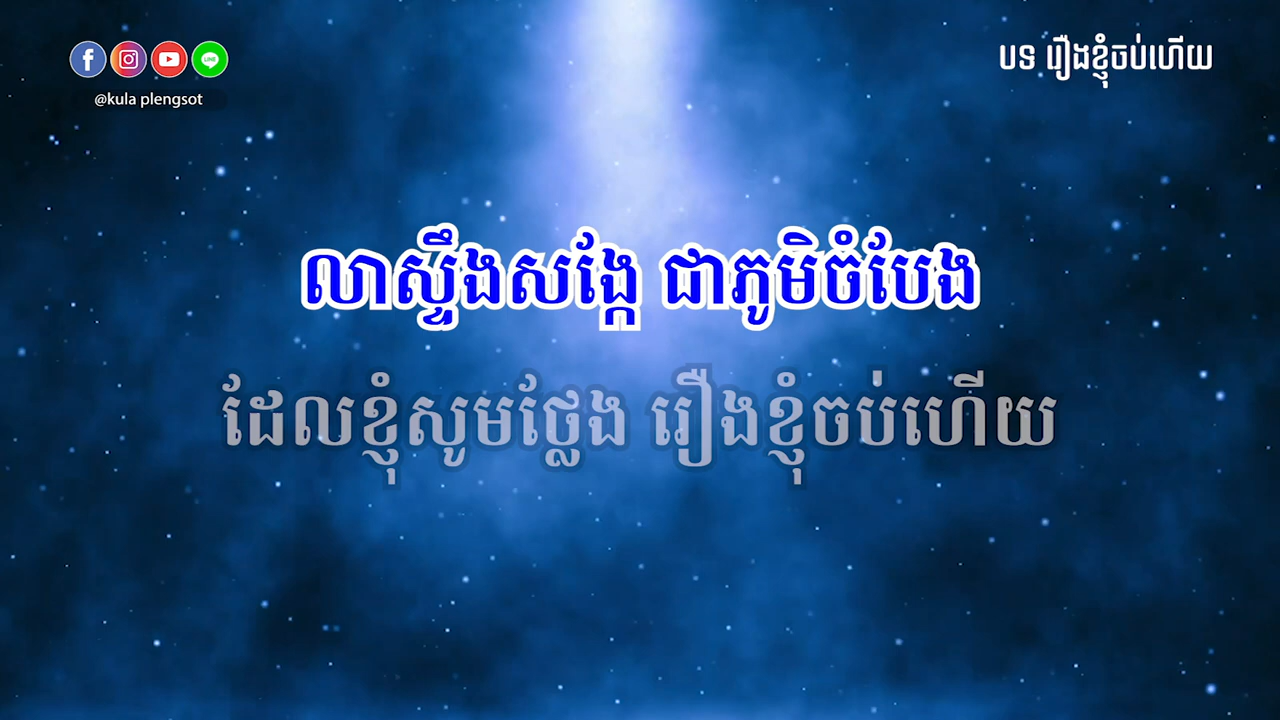 @kula plengsot
បទ រឿងខ្ញុំចប់ហើយ
លាស្ទឹងសង្កែ ជាភូមិចំបែង
ដែលខ្ញុំសូមថ្លែង រឿងខ្ញុំចប់ហើយ